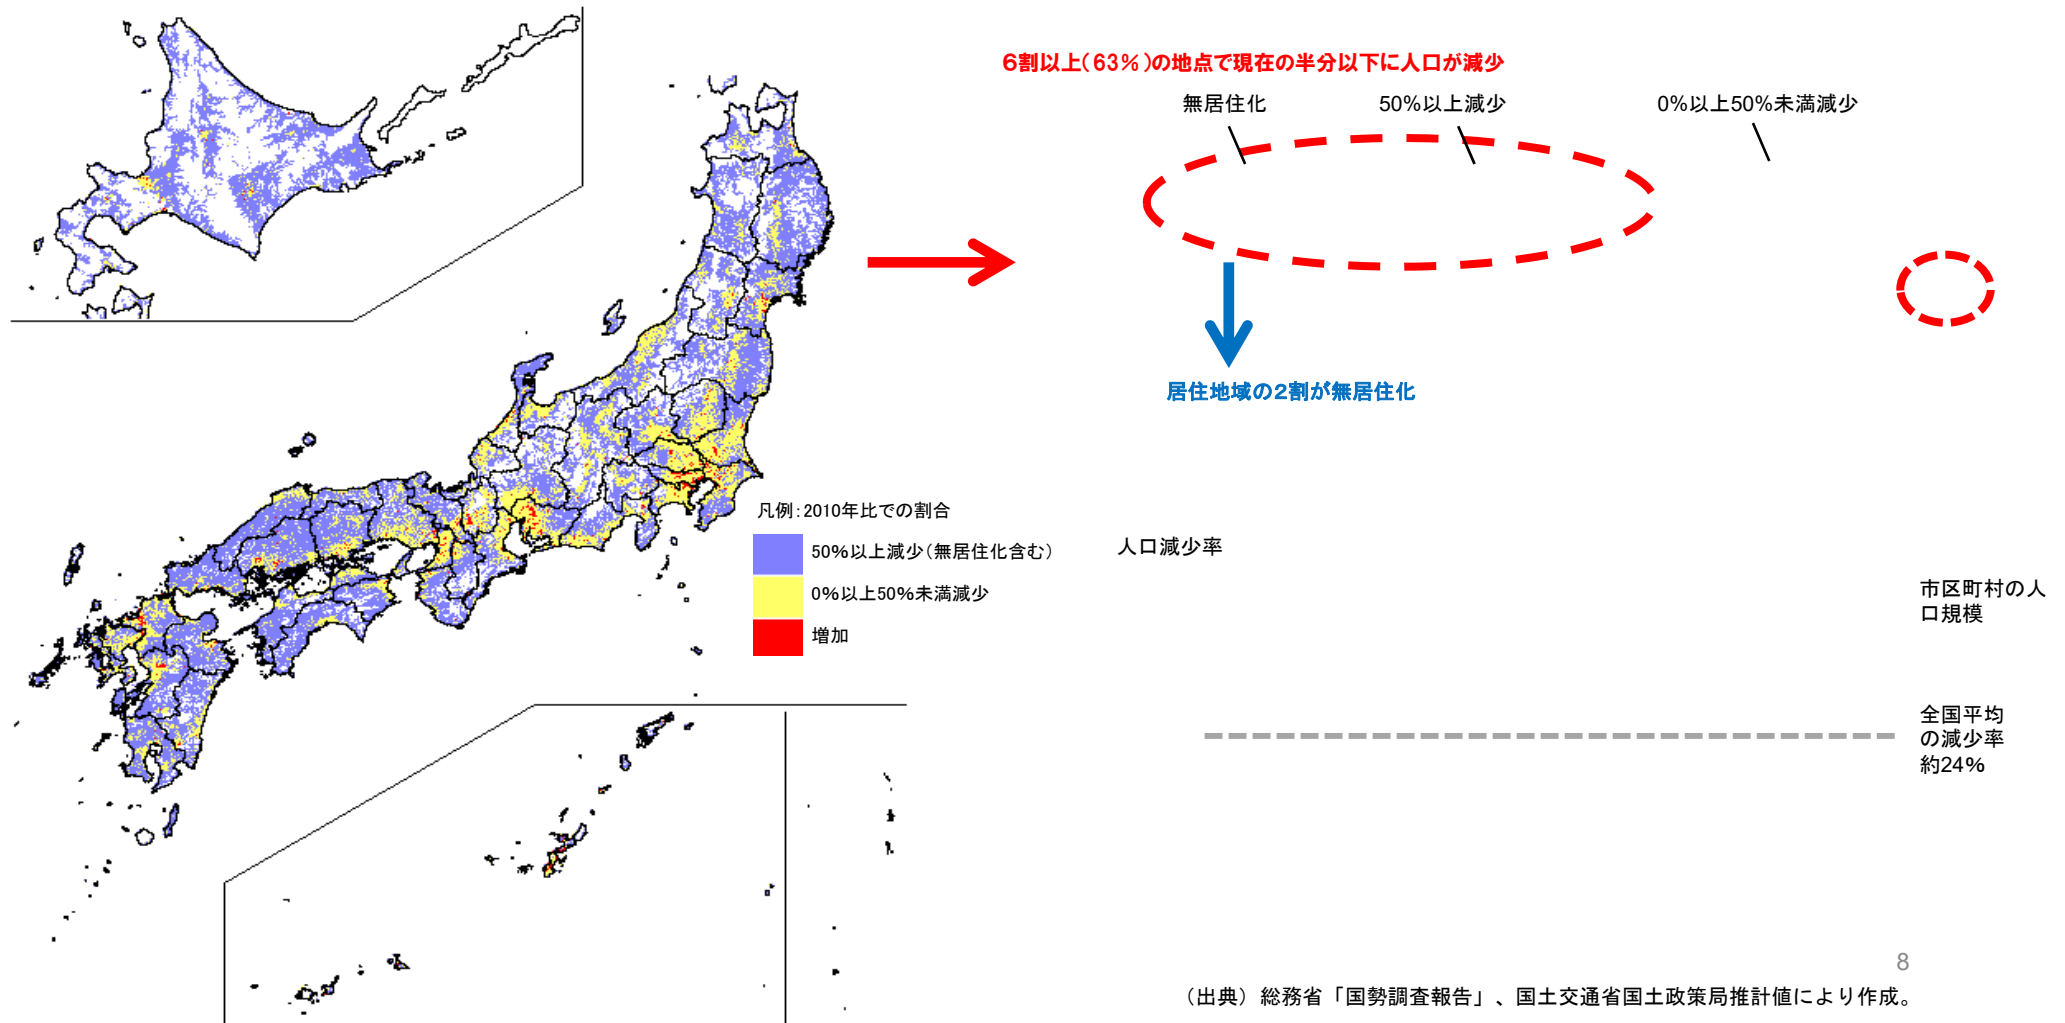 6割以上(63%)の地点で現在の半分以下に人口が減少
無居住化
50%以上減少
0%以上50%未満減少
居住地域の2割が無居住化
凡例:2010年比での割合
50%以上減少(無居住化含む)
0%以上50%未満減少
増加
人口減少率
市区町村の人
口規模
全国平均
の減少率
約24%
8
(出典)総務省「国勢調査報告」、国土交通省国土政策局推計値により作成。